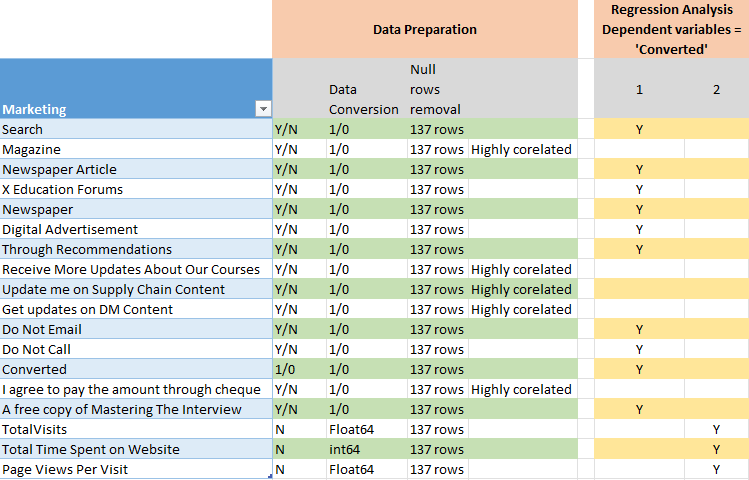 Data Preparation
Regression Analysis
Dependent variables =
'Converted'
Marketing
Data
Conversion
Null
rows
removal
1
2
Search Y/N 1/0 137 rows Y
Magazine Y/N 1/0 137 rows Highly corelated
Newspaper Article Y/N 1/0 137 rows Y
X Education Forums Y/N 1/0 137 rows Y
Newspaper Y/N 1/0 137 rows Y
Digital Advertisement Y/N 1/0 137 rows Y
Through Recommendations Y/N 1/0 137 rows Y
Receive More Updates About Our Courses Y/N 1/0 137 rows Highly corelated
Update me on Supply Chain Content Y/N 1/0 137 rows Highly corelated
Get updates on DM Content Y/N 1/0 137 rows Highly corelated
Do Not Email Y/N 1/0 137 rows Y
Do Not Call Y/N 1/0 137 rows Y
Converted 1/0 1/0 137 rows Y
I agree to pay the amount through cheque Y/N 1/0 137 rows Highly corelated
A free copy of Mastering The Interview Y/N 1/0 137 rows Y
TotalVisits N Float64 137 rows Y
Total Time Spent on Website N int64 137 rows Y
Page Views Per Visit N Float64 137 rows Y